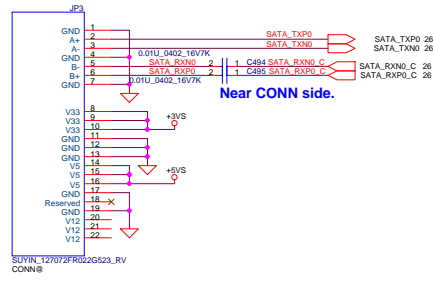 JP3
GND 1
A+ 2 SATA_TXP0 SATA_TXP0 26
A- 3 SATA_TXN0 SATA_TXN0 26
GND 4 0.01U_0402_16V7K
B- 5 SATA_RXN0 2 1 C494 SATA_RXN0_C SATA_RXN0_C 26
B+ 6 SATA_RXP0 2 1 C495 SATA_RXP0_C SATA_RXP0_C 26
GND 7 0.01U_0402_16V7K
Near CONN side.
V33 8
V33 9 +3VS
V33 10
GND 11
GND 12
GND 13
V5 14
V5 15 +5VS
V5 16
GND 17
Reserved 18
GND 19
V12 20
V12 21
V12 22
SUYIN_127072FR022G523_RV
CONN@